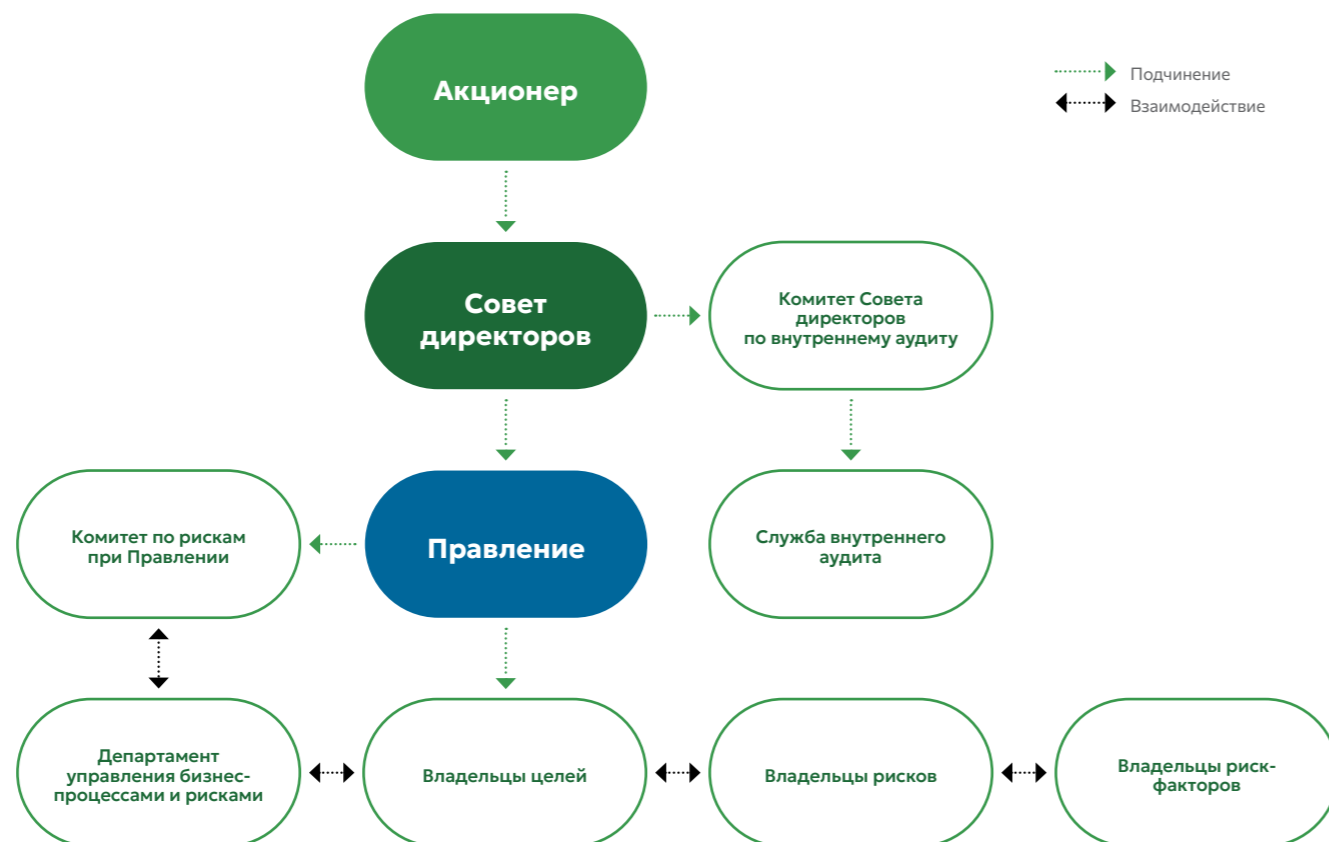 Акционер
Подчинение
Взаимодействие
Совет
директоров
Комитет Совета
директоров
по внутреннему аудиту
Комитет по рискам
при Правлении
Правление
Служба внутреннего
аудита
Департамент
управления бизнес-
процессами и рисками
Владельцы целей
Владельцы рисков
Владельцы риск-
факторов